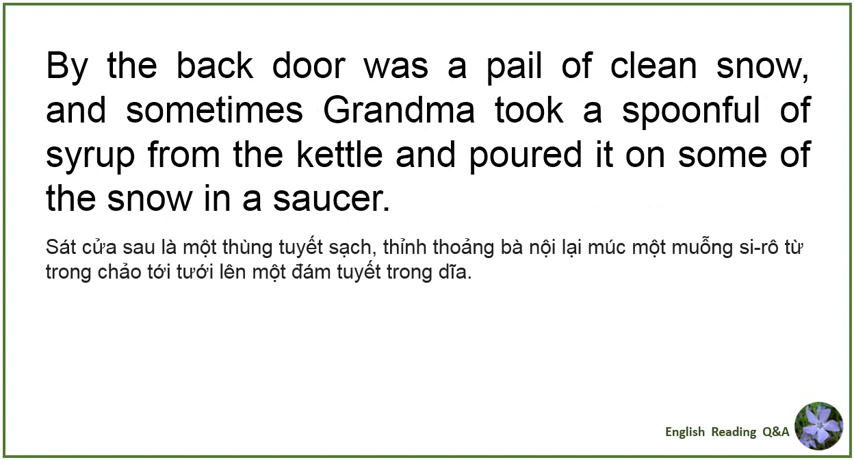 By the back door was a pail of clean snow,
and sometimes Grandma took a spoonful of
syrup from the kettle and poured it on some of
the snow in a saucer.
Sát cửa sau là một thùng tuyết sạch, thỉnh thoảng bà nội lại múc một muỗng si-rô từ
trong chảo tới tưới lên một đám tuyết trong dĩa.
English Reading Q&A